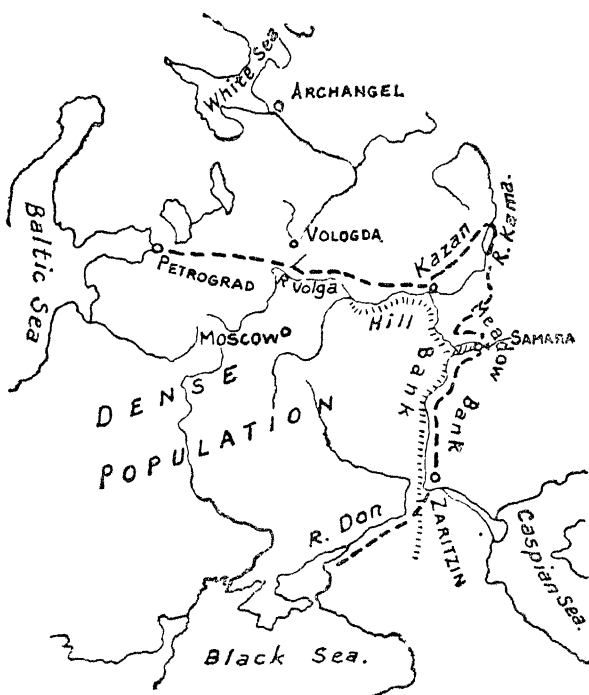 White Sea
ARCHANGEL
Baltic Sea
VOLOGDA
PETROGRAD
R. Volga
Kazan
R. Kama
Hill
Bank
Meadow
Bank
SAMARA
MOSCOW
DENSE
POPULATION
R. Don
ZARITZIN
Caspian Sea.
Black Sea.